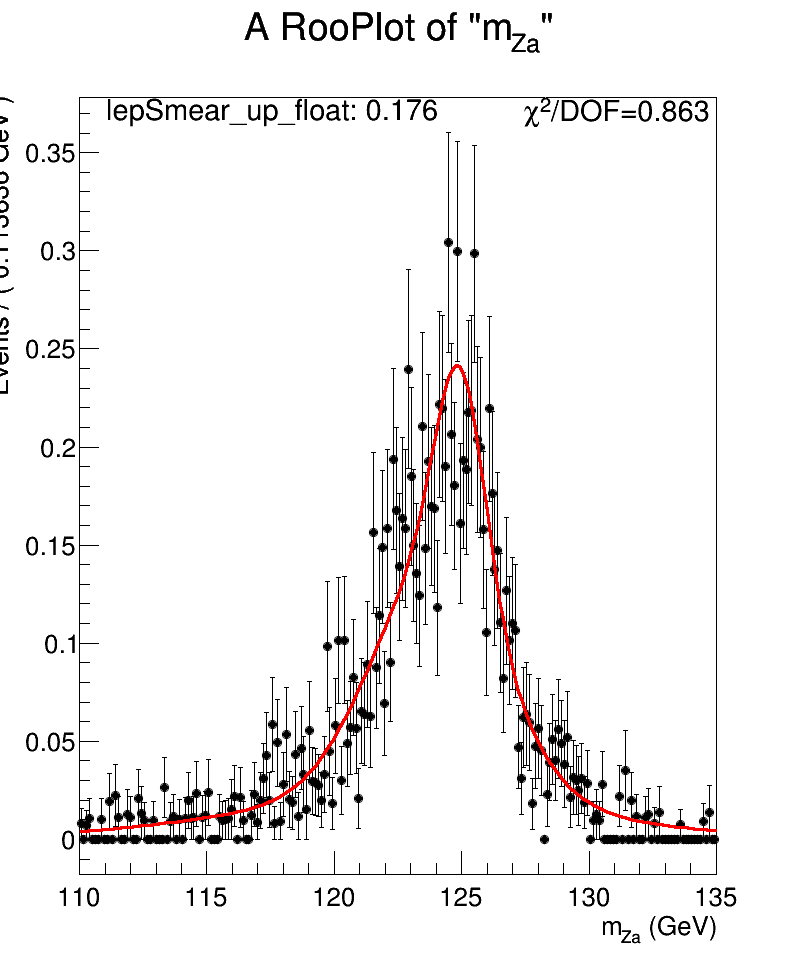 A RooPlot of "m_Za"
lepSmear_up_float: 0.176
χ²/DOF=0.863
Events / (
0.35
0.3
0.25
0.2
0.15
0.1
0.05
0
110 115 120 125 130 135
m_Za (GeV)